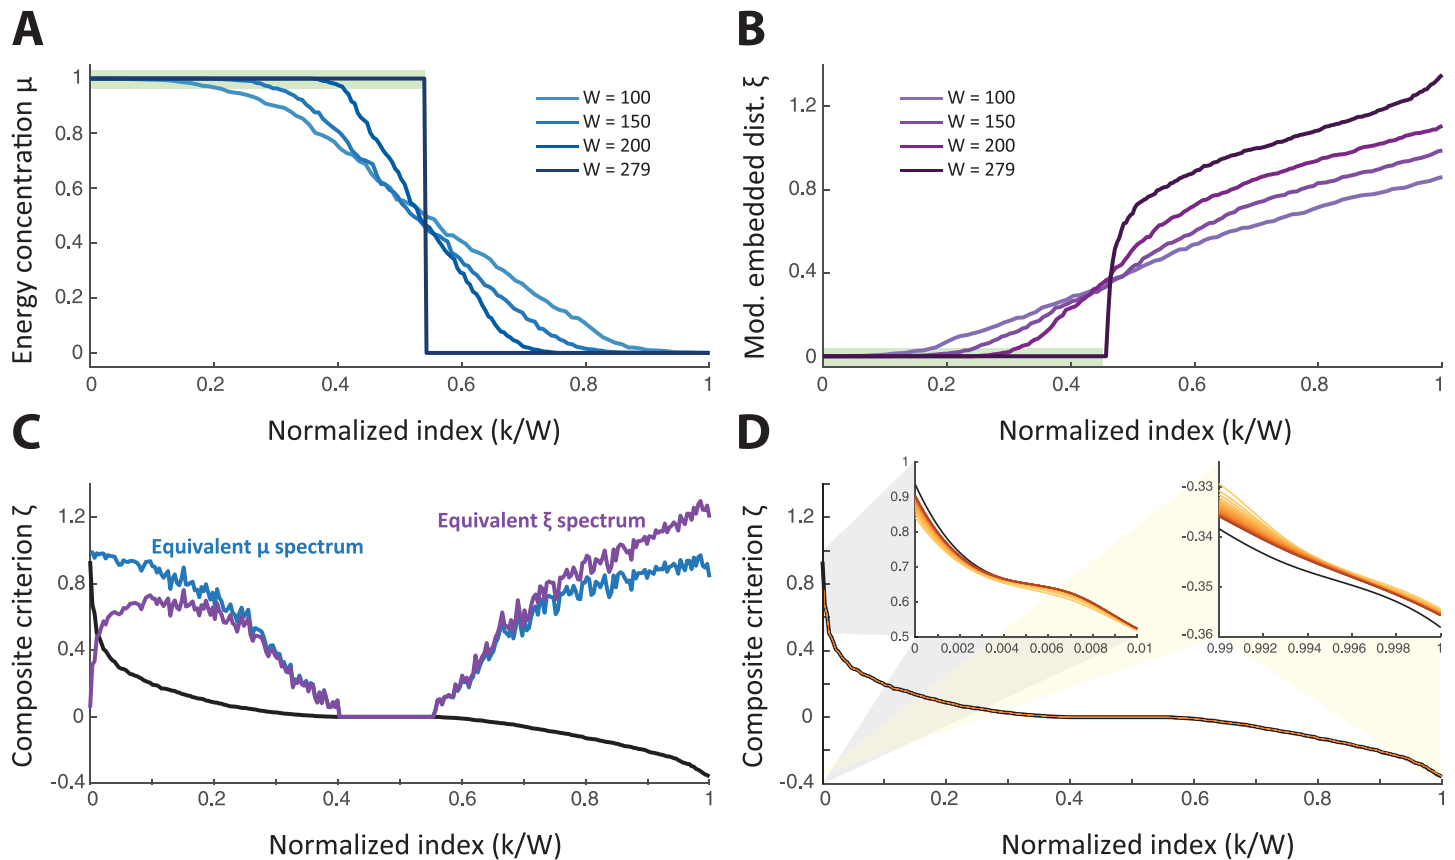 A
Energy concentration μ
1
0.8
0.6
0.4
0.2
0
0 0.2 0.4 0.6 0.8 1
Normalized index (k/W)
W = 100
W = 150
W = 200
W = 279
B
Mod. embedded dist. ξ
1.2
0.8
0.4
0
0 0.2 0.4 0.6 0.8 1
Normalized index (k/W)
W = 100
W = 150
W = 200
W = 279
C
Composite criterion ζ
1.2
0.8
0.4
0
-0.4
0 0.2 0.4 0.6 0.8 1
Normalized index (k/W)
Equivalent μ spectrum
Equivalent ξ spectrum
D
Composite criterion ζ
1.2
0.8
0.4
0
-0.4
0 0.2 0.4 0.6 0.8 1
Normalized index (k/W)
1
0.9
0.8
0.7
0.6
0.5
0 0.002 0.004 0.006 0.008 0.01
-0.33
-0.34
-0.35
-0.36
0.99 0.992 0.994 0.996 0.998 1